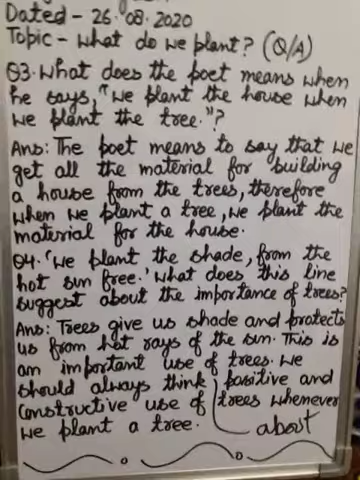 Dated - 26.08.2020
Topic - What do we plant? (Q/A)
Q3. What does the poet means when
he says, "we plant the house when
we plant the tree."?
Ans: The poet means to say that we
get all the material for building
a house from the trees, therefore
when we plant a tree, we plant the
material for the house.
Q4. 'We plant the shade, from the
hot sun free.' What does this line
suggest about the importance of trees?
Ans: Trees give us shade and protects
us from hot rays of the sun. This is
an important use of trees. We
should always think positive and
constructive use of trees whenever
we plant a tree. about